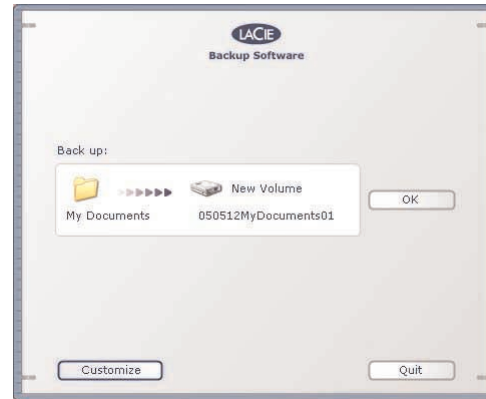 LACIE
Backup Software
Back up:
New Volume
My Documents 050512MyDocuments01
OK
Customize
Quit